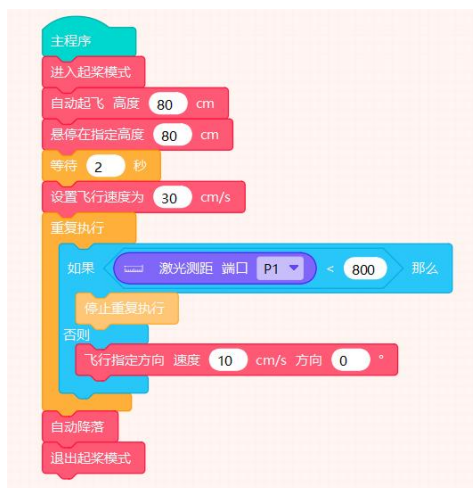 主程序
进入起桨模式
自动起飞 高度 80 cm
悬停在指定高度 80 cm
等待 2 秒
设置飞行速度为 30 cm/s
重复执行
如果 激光测距 端口 P1 < 800 那么
停止重复执行
否则
飞行指定方向 速度 10 cm/s 方向 0 °
自动降落
退出起桨模式